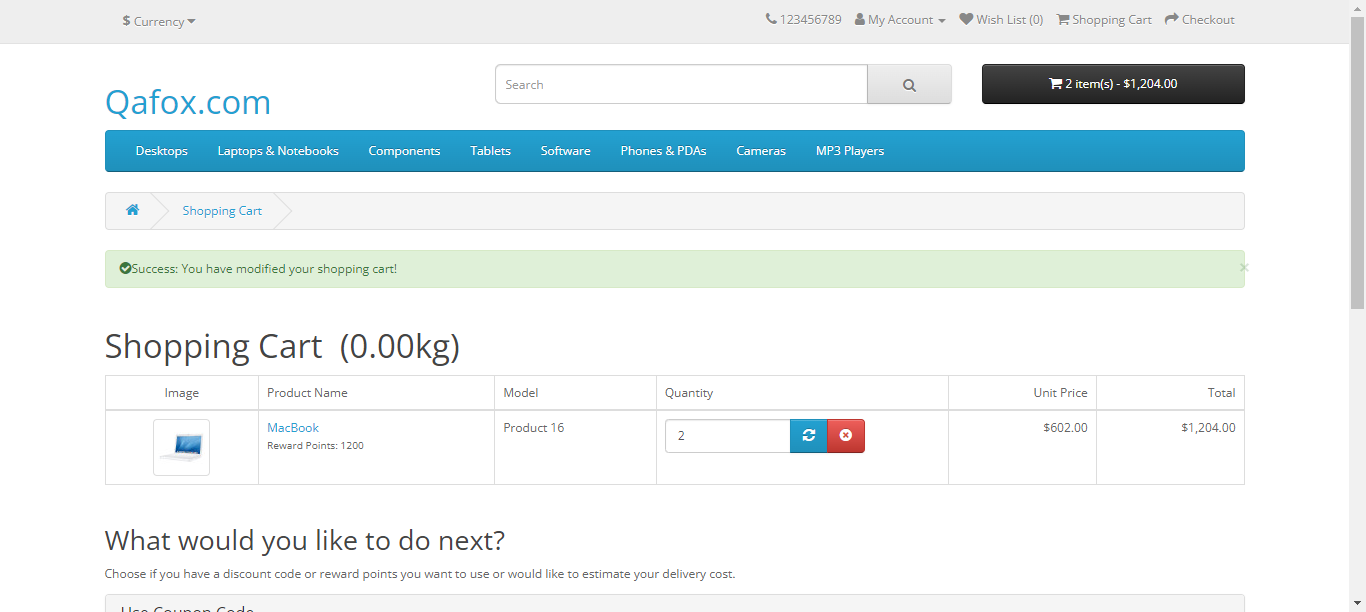 $ Currency
123456789 My Account Wish List (0) Shopping Cart Checkout
Qafox.com
Search
2 item(s) - $1,204.00
Desktops Laptops & Notebooks Components Tablets Software Phones & PDAs Cameras MP3 Players
Shopping Cart
Success: You have modified your shopping cart!
×
Shopping Cart (0.00kg)
Image Product Name Model Quantity Unit Price Total
MacBook Product 16 2 $602.00 $1,204.00
Reward Points: 1200
What would you like to do next?
Choose if you have a discount code or reward points you want to use or would like to estimate your delivery cost.
Use Coupon Code